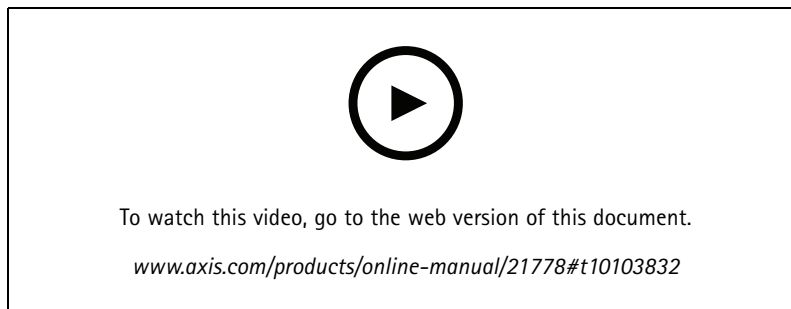 To watch this video, go to the web version of this document.
www.axis.com/products/online-manual/21778#t10103832